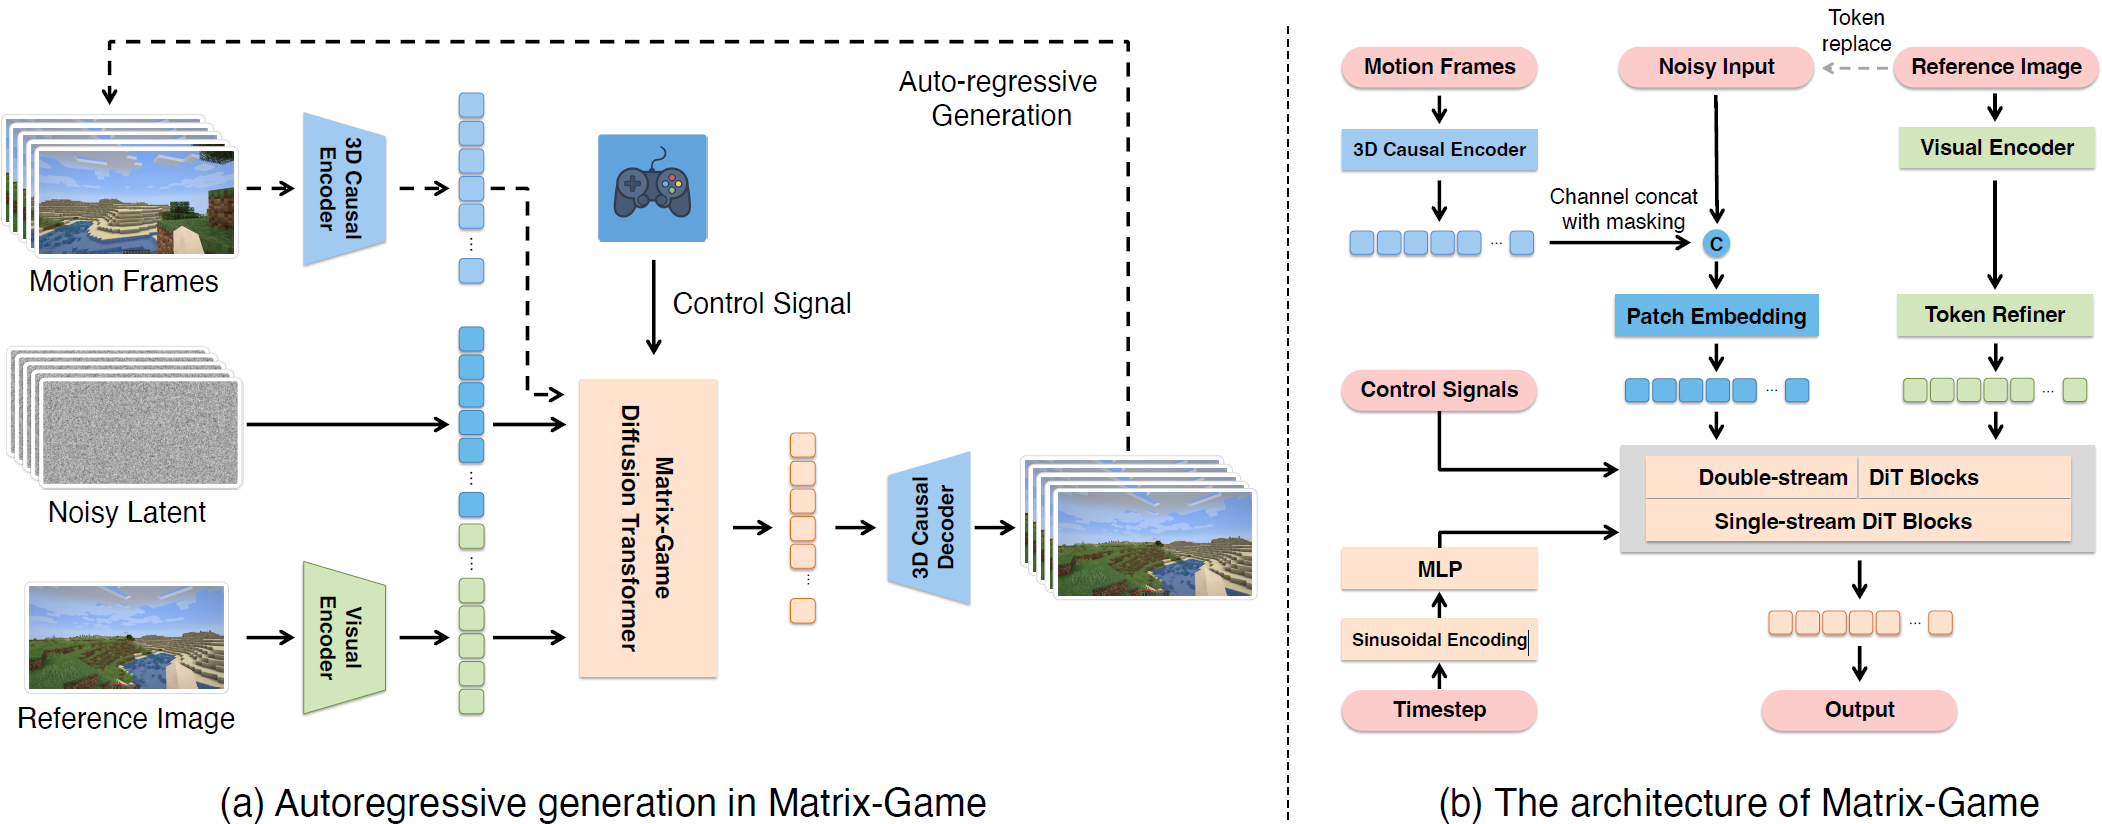 Auto-regressive
Generation
3D Causal
Encoder
Motion Frames
Control Signal
Noisy Latent
Matrix-Game
Diffusion Transformer
3D Causal
Decoder
Visual
Encoder
Reference Image
(a) Autoregressive generation in Matrix-Game
Token
replace
Motion Frames
Noisy Input
Reference Image
3D Causal Encoder
Visual Encoder
Channel concat
with masking
C
Patch Embedding
Token Refiner
Control Signals
Double-stream DiT Blocks
Single-stream DiT Blocks
MLP
Sinusoidal Encoding
Timestep
Output
(b) The architecture of Matrix-Game